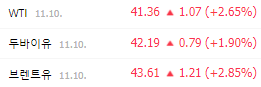 WTI 11.10. 41.36 ▲ 1.07 (+2.65%)
두바이유 11.10. 42.19 ▲ 0.79 (+1.90%)
브렌트유 11.10. 43.61 ▲ 1.21 (+2.85%)